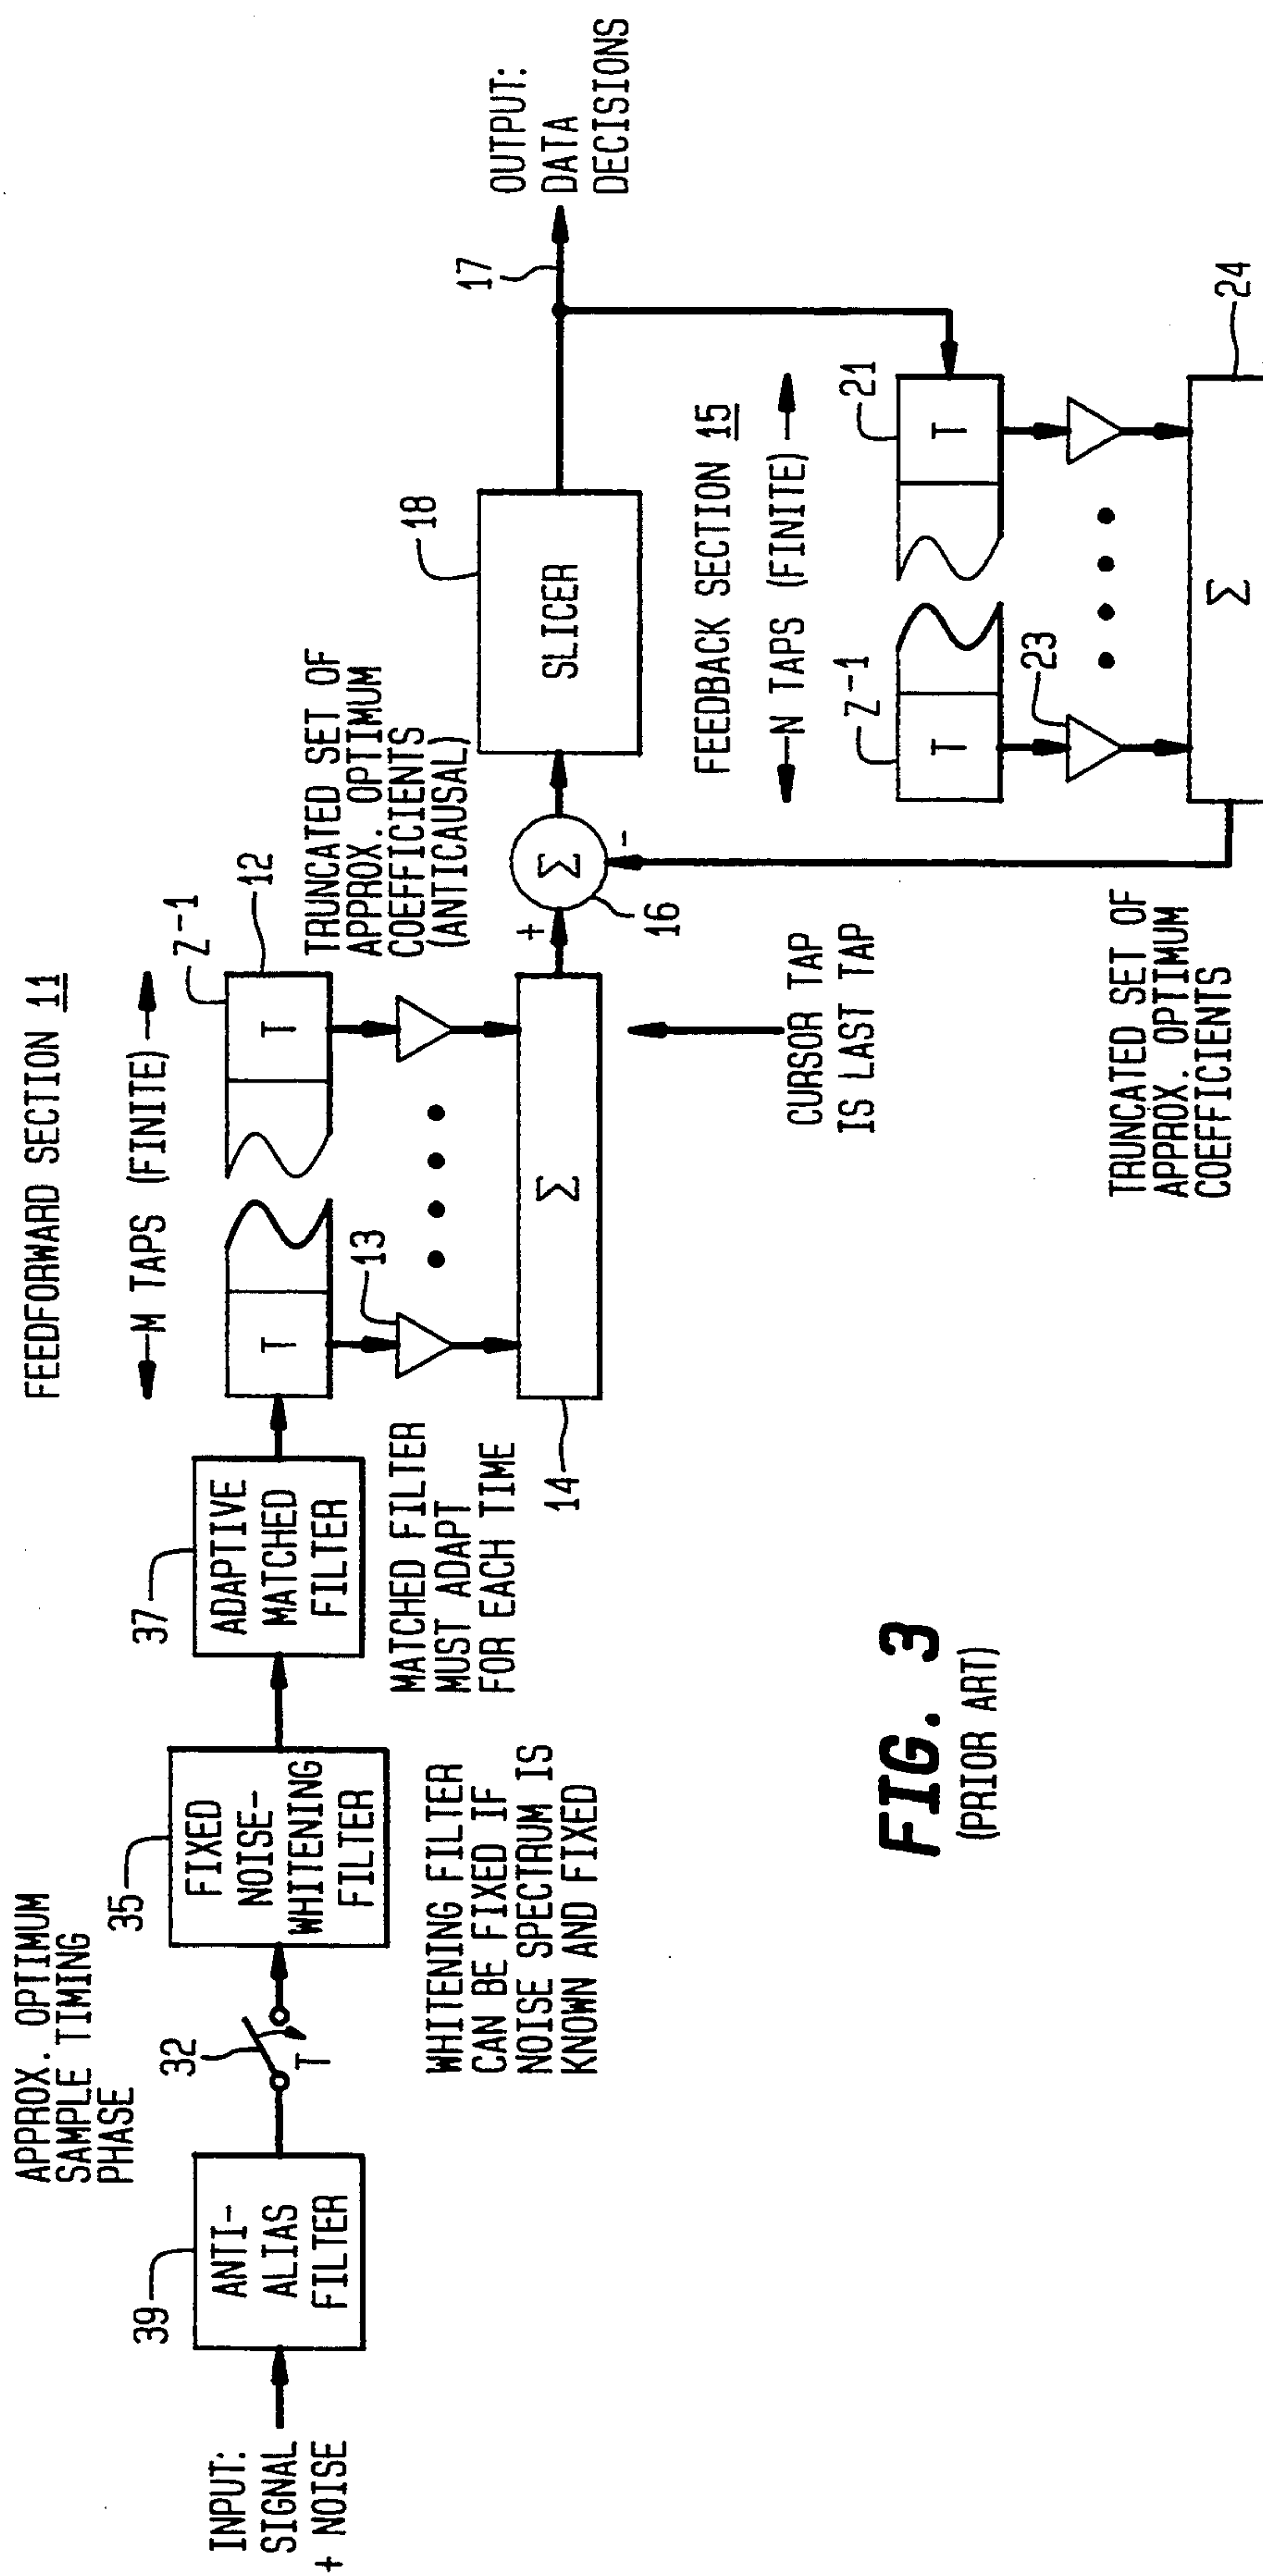 FEEDFORWARD SECTION 11
M TAPS (FINITE)
APPROX. OPTIMUM
SAMPLE TIMING
PHASE
39
ANTI-
ALIAS
FILTER
INPUT:
SIGNAL
+ NOISE
32
T
35
FIXED
NOISE-
WHITENING
FILTER
WHITENING FILTER
CAN BE FIXED IF
NOISE SPECTRUM IS
KNOWN AND FIXED
37
ADAPTIVE
MATCHED
FILTER
MATCHED FILTER
MUST ADAPT
FOR EACH TIME
T
T
Z-1
12
13
Σ
14
TRUNCATED SET OF
APPROX. OPTIMUM
COEFFICIENTS
(ANTICAUSAL)
CURSOR TAP
IS LAST TAP
+
Σ
-
16
18
SLICER
17
OUTPUT:
DATA
DECISIONS
FEEDBACK SECTION 15
N TAPS (FINITE)
Z-1
T
T
21
23
Σ
24
TRUNCATED SET OF
APPROX. OPTIMUM
COEFFICIENTS
FIG. 3
(PRIOR ART)